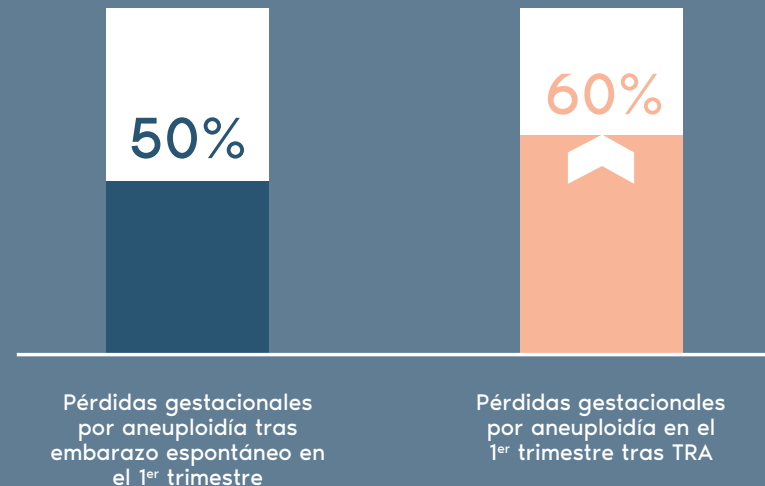 50%
60%
Pérdidas gestacionales
por aneuploidía tras
embarazo espontáneo en
el 1er trimestre
Pérdidas gestacionales
por aneuploidía en el
1er trimestre tras TRA